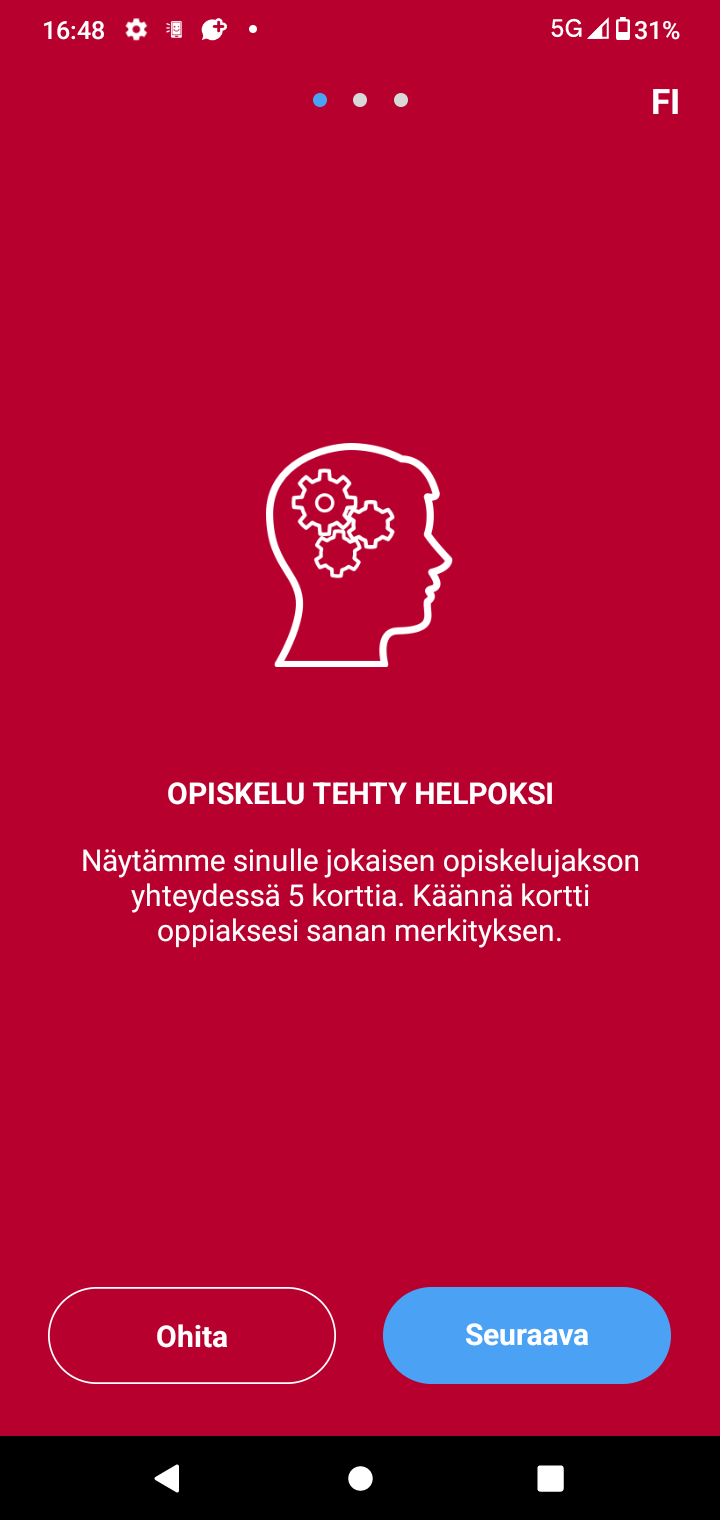 16:48 5G 31%
FI
OPISKELU TEHTY HELPOKSI
Näytämme sinulle jokaisen opiskelujakson
yhteydessä 5 korttia. Käännä kortti
oppiaksesi sanan merkityksen.
Ohita Seuraava